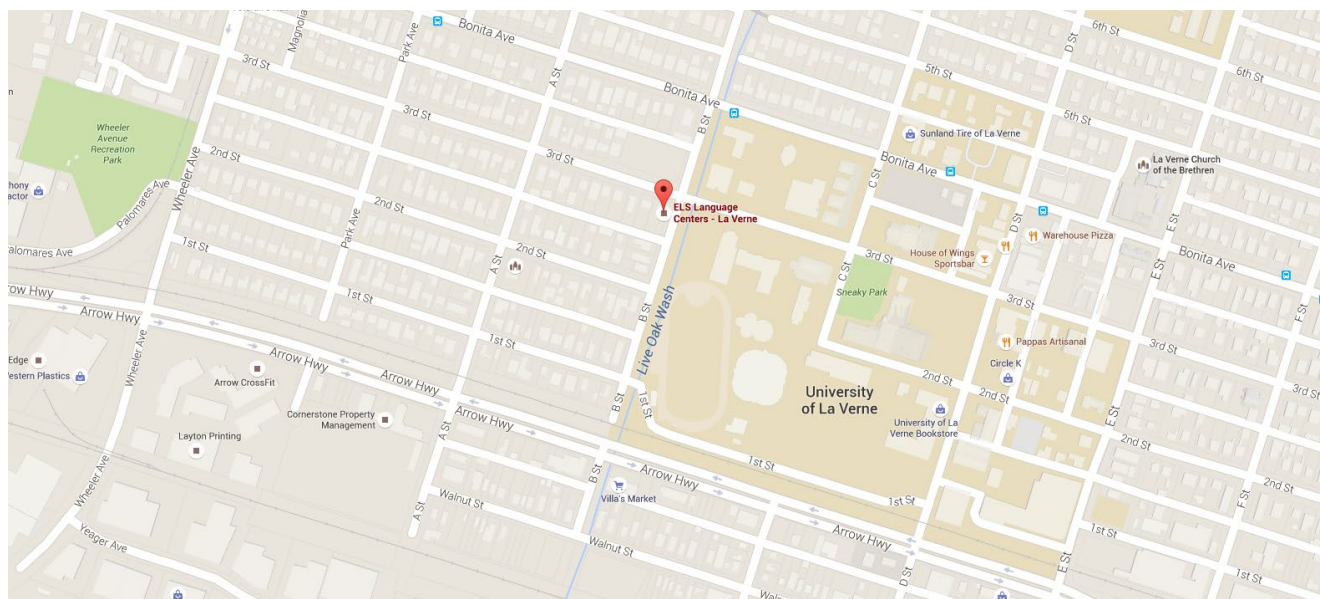 Bonita Ave
6th St
6th St
Magnolia
Park Ave
3rd St
A St
D St
5th St
5th St
Bonita Ave
B St
Wheeler
Avenue
Recreation
Park
3rd St
3rd St
2nd St
Sunland Tire of La Verne
Bonita Ave
C St
La Verne Church
of the Brethren
Wheeler Ave
Palomares Ave
ELS Language
Centers - La Verne
2nd St
Park Ave
A St
2nd St
1st St
D St
E St
Warehouse Pizza
House of Wings
Sportsbar
3rd St
C St
Sneaky Park
Bonita Ave
F St
Arrow Hwy
Arrow Hwy
1st St
B St
Live Oak Wash
3rd St
3rd St
3rd St
Pappas Artisanal
Circle K
E St
Edge
Western Plastics
Wheeler Ave
Arrow CrossFit
Arrow Hwy
Arrow Hwy
Arrow Hwy
1st St
2nd St
2nd St
University
of La Verne
University of La
Verne Bookstore
Cornerstone Property
Management
Layton Printing
A St
B St
1st St
E St
2nd St
2nd St
F St
1st St
1st St
B St
Villa's Market
Arrow Hwy
Arrow Hwy
Wheeler Ave
Walnut St
A St
Yeager Ave
Walnut St
D St
E St
1st St
1st St